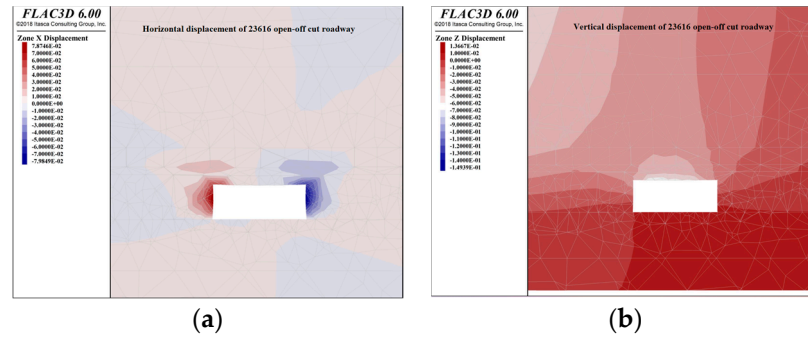 FLAC3D 6.00
©2018 Itasca Consulting Group, Inc.
Zone X Displacement
7.8746E-02
7.0000E-02
6.0000E-02
5.0000E-02
4.0000E-02
3.0000E-02
2.0000E-02
1.0000E-02
0.0000E+00
-1.0000E-02
-2.0000E-02
-3.0000E-02
-4.0000E-02
-5.0000E-02
-6.0000E-02
-7.0000E-02
-7.9849E-02
Horizontal displacement of 23616 open-off cut roadway
(a)
FLAC3D 6.00
©2018 Itasca Consulting Group, Inc.
Zone Z Displacement
1.3667E-02
1.0000E-02
0.0000E+00
-1.0000E-02
-2.0000E-02
-3.0000E-02
-4.0000E-02
-5.0000E-02
-6.0000E-02
-7.0000E-02
-8.0000E-02
-9.0000E-02
-1.0000E-01
-1.1000E-01
-1.2000E-01
-1.3000E-01
-1.4000E-01
-1.4939E-01
Vertical displacement of 23616 open-off cut roadway
(b)